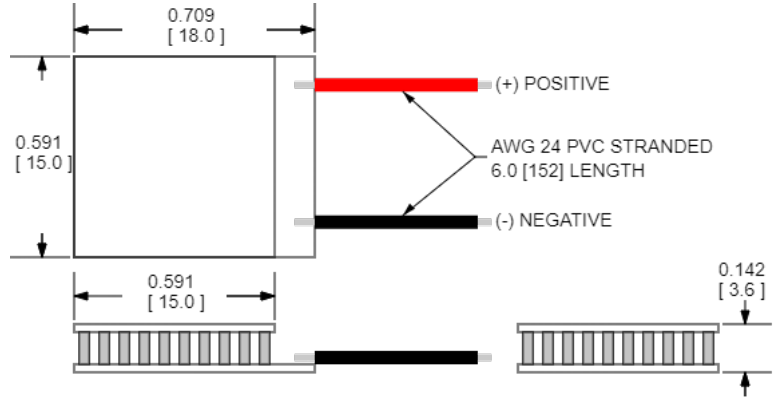 0.709
[ 18.0 ]
(+) POSITIVE
0.591
[ 15.0 ]
AWG 24 PVC STRANDED
6.0 [152] LENGTH
(-) NEGATIVE
0.591
[ 15.0 ]
0.142
[ 3.6 ]